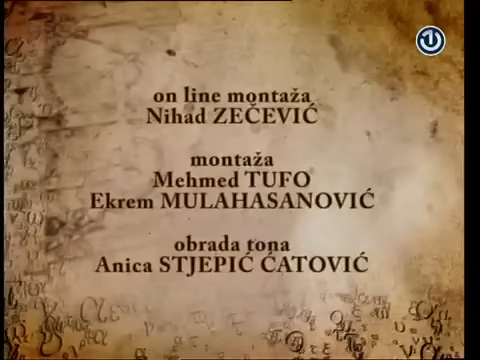 on line montaža
Nihad ZEČEVIĆ
montaža
Mehmed TUFO
Ekrem MULAHASANOVIĆ
obrada tona
Anica STJEPIĆ ĆATOVIĆ